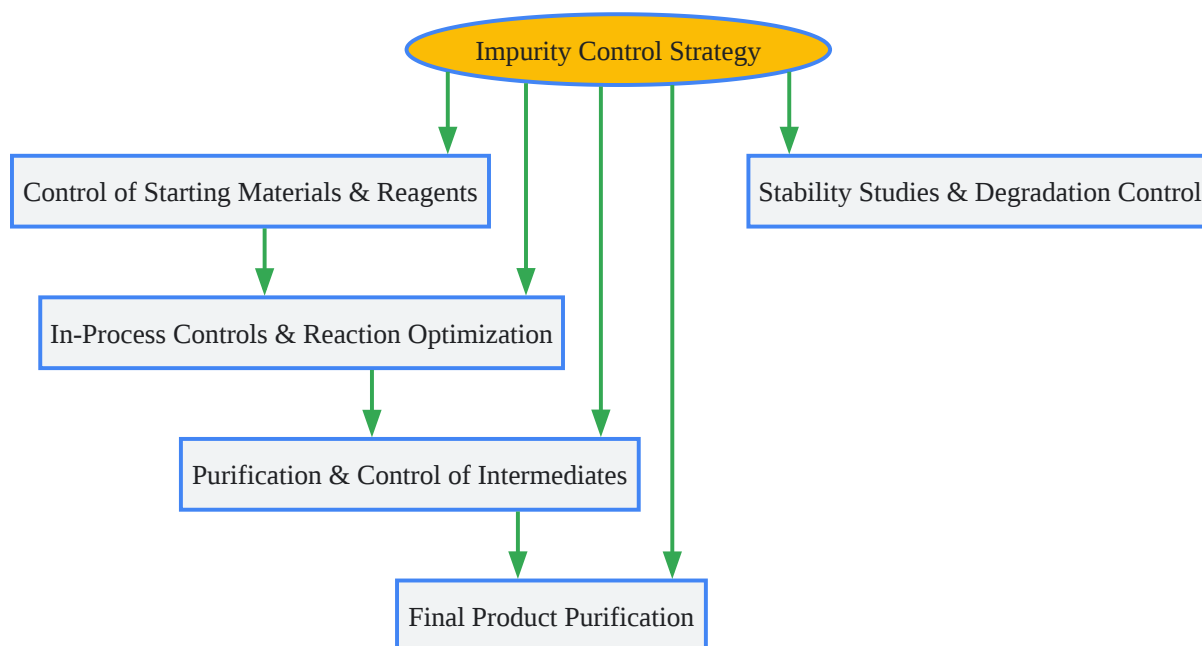 Impurity Control Strategy
Control of Starting Materials & Reagents
Stability Studies & Degradation Control
In-Process Controls & Reaction Optimization
Purification & Control of Intermediates
Final Product Purification